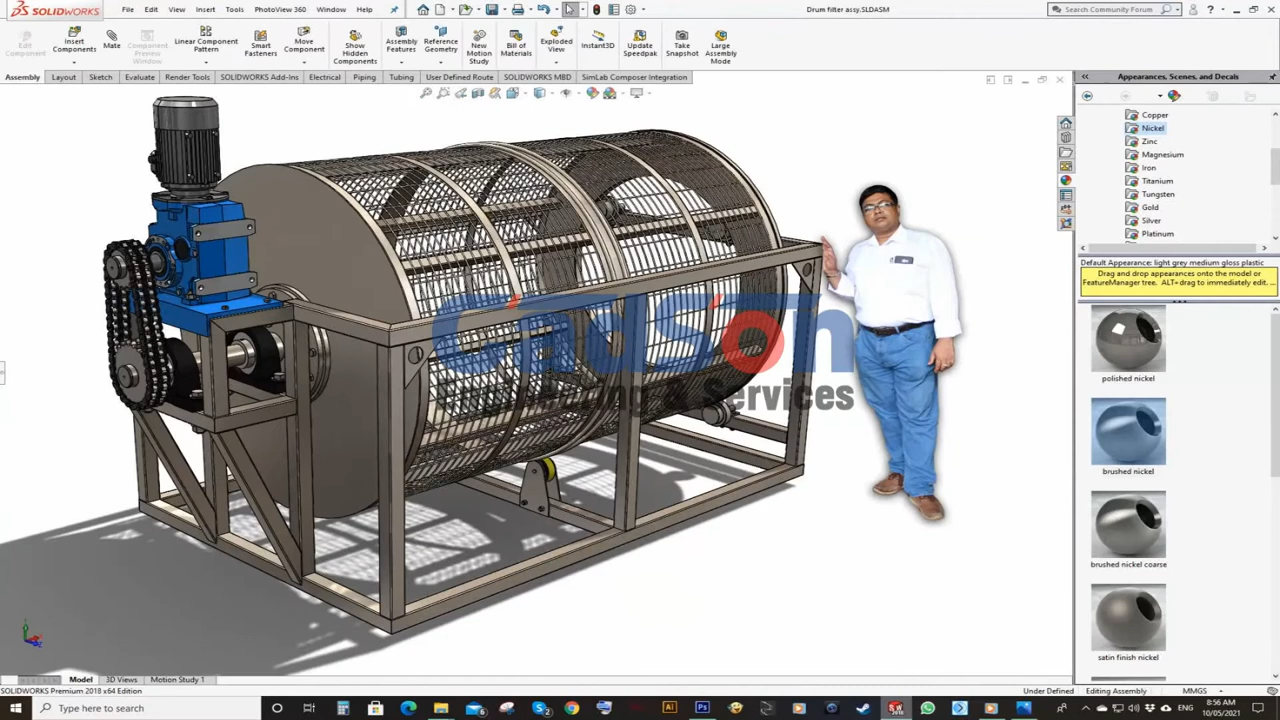 SOLIDWORKS
File
Edit
View
Insert
Tools
PhotoView 360
Window
Help
Drum filter assy.SLDASM
Search Community Forum
?
Edit
Component
Insert
Components
Mate
Component
Preview
Window
Linear Component
Pattern
Smart
Fasteners
Move
Component
Show
Hidden
Components
Assembly
Features
Reference
Geometry
New
Motion
Study
Bill of
Materials
Exploded
View
Instant3D
Update
Speedpak
Take
Snapshot
Large
Assembly
Mode
Assembly
Layout
Sketch
Evaluate
Render Tools
SOLIDWORKS Add-Ins
Electrical
Piping
Tubing
User Defined Route
SOLIDWORKS MBD
SimLab Composer Integration
Appearances, Scenes, and Decals
Copper
Nickel
Zinc
Magnesium
Iron
Titanium
Tungsten
Gold
Silver
Platinum
Default Appearance: light grey medium gloss plastic
Drag and drop appearances onto the model or
FeatureManager tree. ALT+drag to immediately edit. ...
polished nickel
brushed nickel
brushed nickel coarse
satin finish nickel
Services
Model
3D Views
Motion Study 1
SOLIDWORKS Premium 2018 x64 Edition
Under Defined
Editing Assembly
MMGS
Type here to search
ENG
8:56 AM
10/05/2021